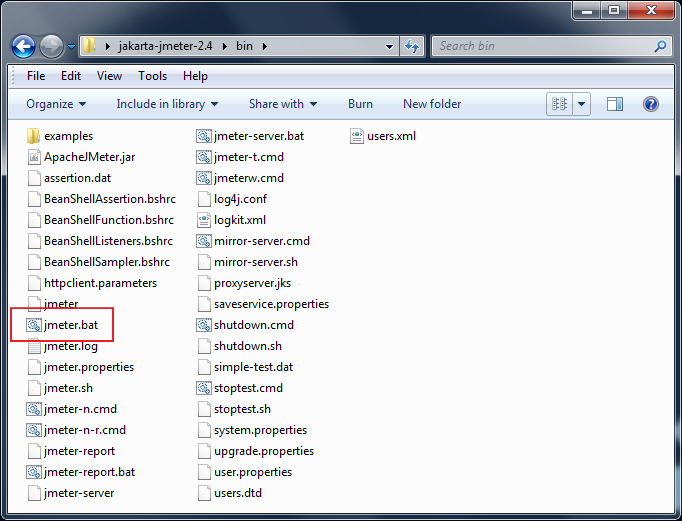 jakarta-jmeter-2.4 bin Search bin
File Edit View Tools Help
Organize Include in library Share with Burn New folder
examples
ApacheJMeter.jar
assertion.dat
BeanShellAssertion.bshrc
BeanShellFunction.bshrc
BeanShellListeners.bshrc
BeanShellSampler.bshrc
httpclient.parameters
jmeter
jmeter.bat
jmeter.log
jmeter.properties
jmeter.sh
jmeter-n.cmd
jmeter-n-r.cmd
jmeter-report
jmeter-report.bat
jmeter-server
jmeter-server.bat
jmeter-t.cmd
jmeterw.cmd
log4j.conf
logkit.xml
mirror-server.cmd
mirror-server.sh
proxyserver.jks
saveservice.properties
shutdown.cmd
shutdown.sh
simple-test.dat
stoptest.cmd
stoptest.sh
system.properties
upgrade.properties
user.properties
users.dtd
users.xml